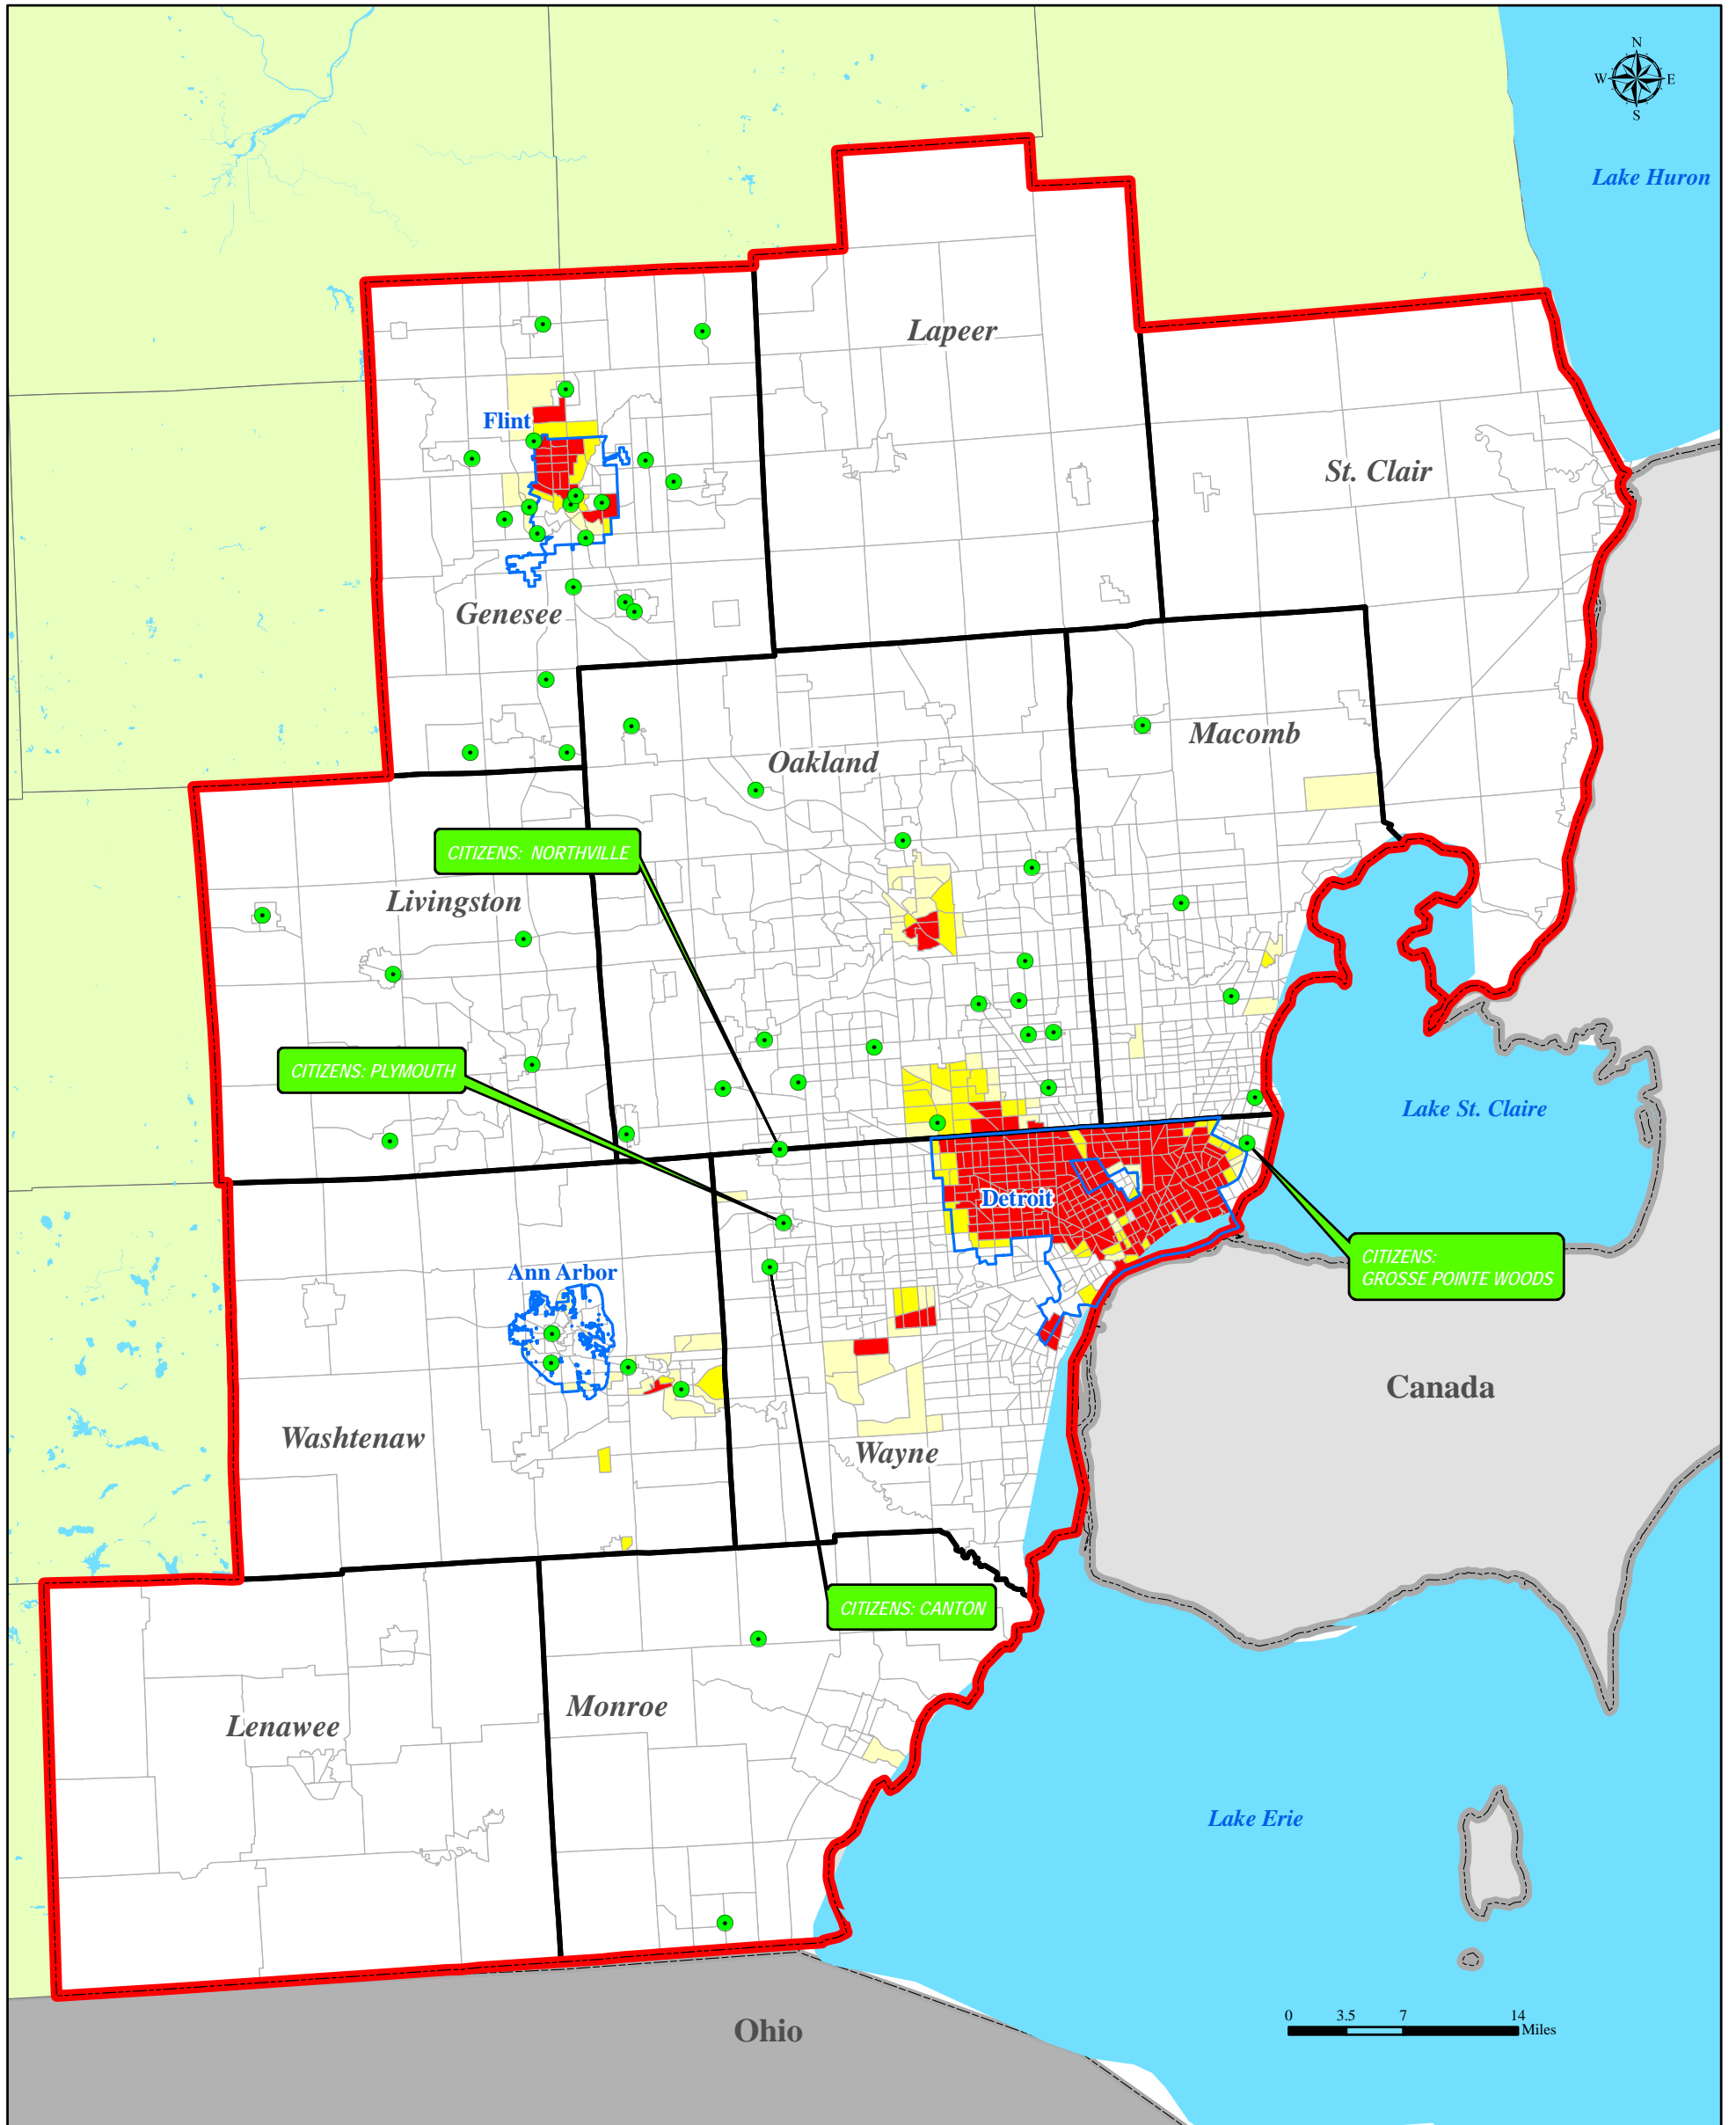 N
W E
S
Lake Huron
Lapeer
Flint
St. Clair
Genesee
Macomb
Oakland
CITIZENS: NORTHVILLE
Livingston
CITIZENS: PLYMOUTH
Lake St. Claire
Detroit
CITIZENS:
GROSSE POINTE WOODS
Ann Arbor
Canada
Washtenaw
Wayne
CITIZENS: CANTON
Monroe
Lenawee
Lake Erie
0 3.5 7 14
Miles
Ohio